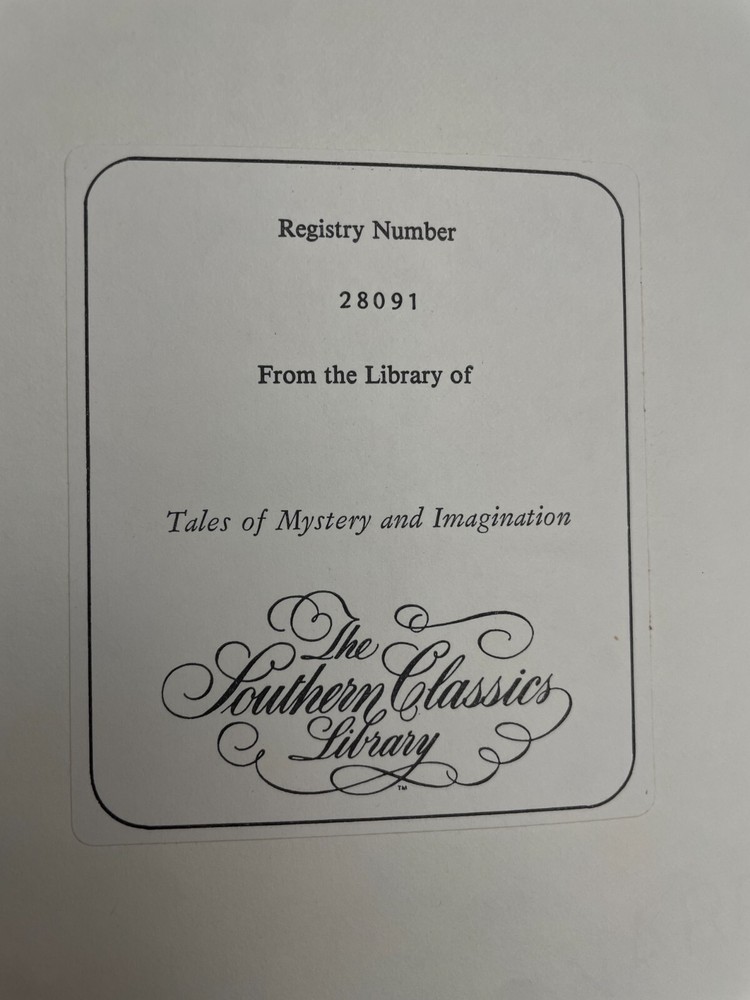 Registry Number
28091
From the Library of
Tales of Mystery and Imagination
The
Southern Classics
Library
TM